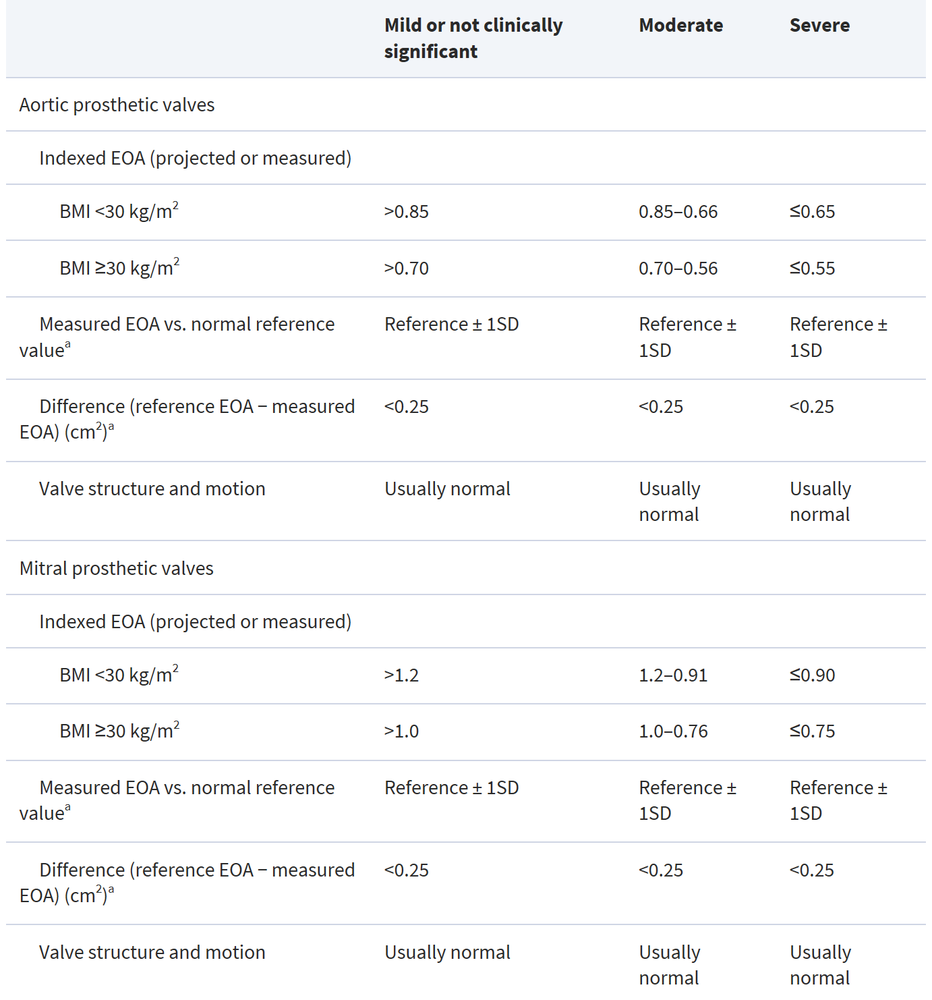 Mild or not clinically significant Moderate Severe
Aortic prosthetic valves
Indexed EOA (projected or measured)
BMI <30 kg/m² >0.85 0.85–0.66 ≤0.65
BMI ≥30 kg/m² >0.70 0.70–0.56 ≤0.55
Measured EOA vs. normal reference valueᵃ Reference ± 1SD Reference ± 1SD Reference ± 1SD
Difference (reference EOA − measured EOA) (cm²)ᵃ <0.25 <0.25 <0.25
Valve structure and motion Usually normal Usually normal Usually normal
Mitral prosthetic valves
Indexed EOA (projected or measured)
BMI <30 kg/m² >1.2 1.2–0.91 ≤0.90
BMI ≥30 kg/m² >1.0 1.0–0.76 ≤0.75
Measured EOA vs. normal reference valueᵃ Reference ± 1SD Reference ± 1SD Reference ± 1SD
Difference (reference EOA − measured EOA) (cm²)ᵃ <0.25 <0.25 <0.25
Valve structure and motion Usually normal Usually normal Usually normal